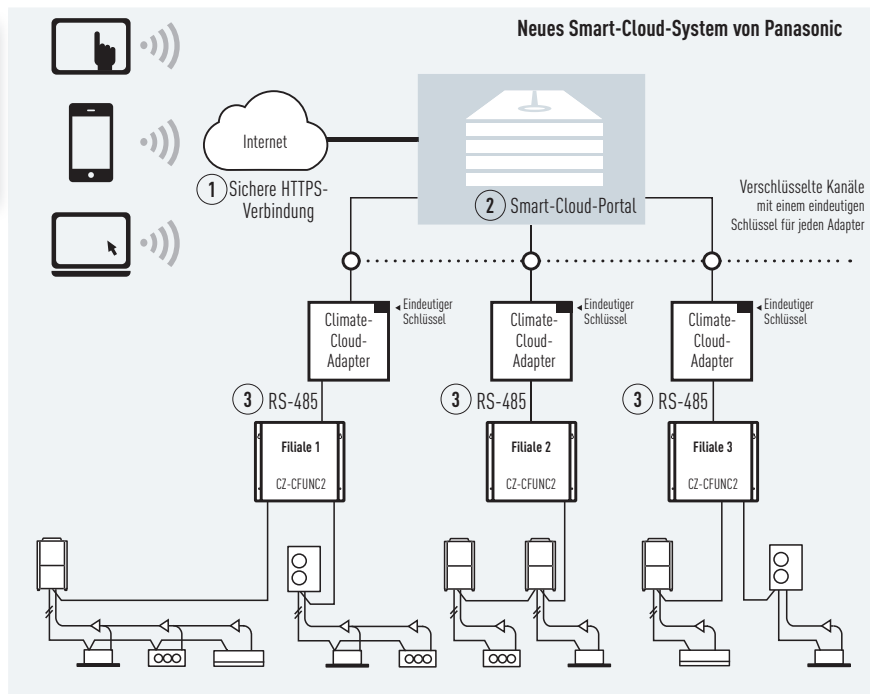 Neues Smart-Cloud-System von Panasonic
Internet
1 Sichere HTTPS-
Verbindung
2 Smart-Cloud-Portal
Verschlüsselte Kanäle
mit einem eindeutigen
Schlüssel für jeden Adapter
Climate-
Cloud-
Adapter
Eindeutiger
Schlüssel
Climate-
Cloud-
Adapter
Eindeutiger
Schlüssel
Climate-
Cloud-
Adapter
Eindeutiger
Schlüssel
3 RS-485
3 RS-485
3 RS-485
Filiale 1
CZ-CFUNC2
Filiale 2
CZ-CFUNC2
Filiale 3
CZ-CFUNC2